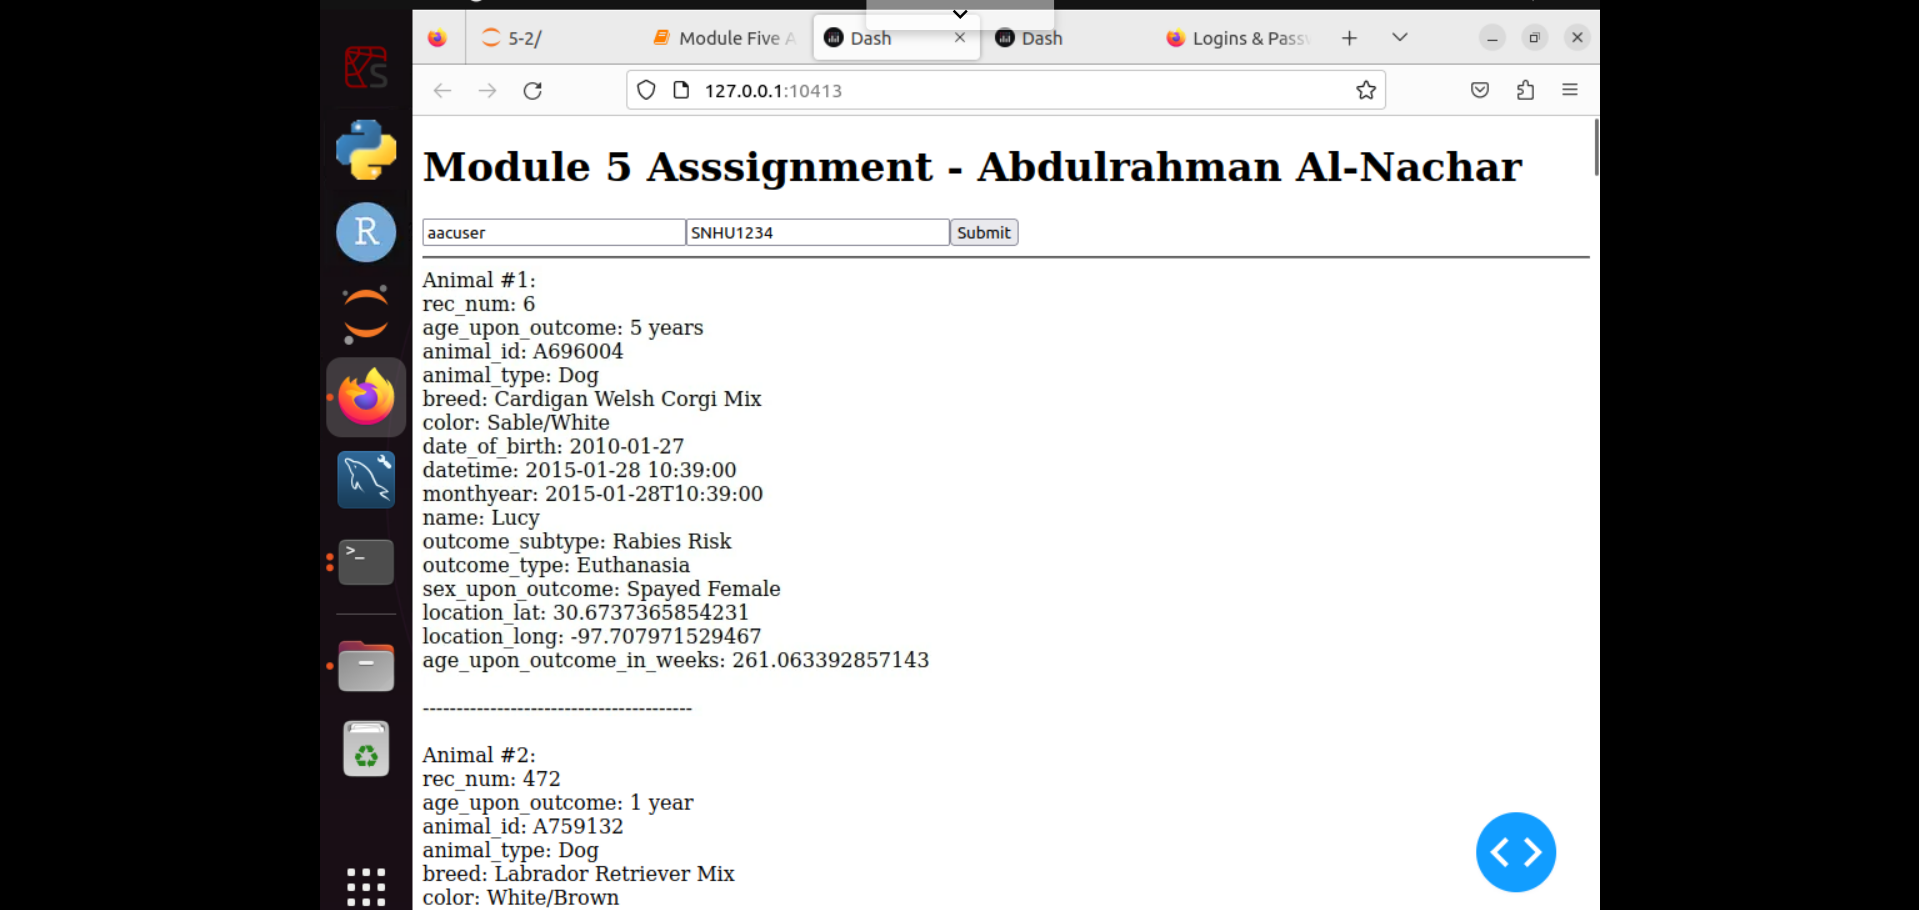 5-2/
Module Five A
Dash
Dash
Logins & Passw
127.0.0.1:10413
Module 5 Asssignment - Abdulrahman Al-Nachar
aacuser
SNHU1234
Submit
Animal #1:
rec_num: 6
age_upon_outcome: 5 years
animal_id: A696004
animal_type: Dog
breed: Cardigan Welsh Corgi Mix
color: Sable/White
date_of_birth: 2010-01-27
datetime: 2015-01-28 10:39:00
monthyear: 2015-01-28T10:39:00
name: Lucy
outcome_subtype: Rabies Risk
outcome_type: Euthanasia
sex_upon_outcome: Spayed Female
location_lat: 30.6737365854231
location_long: -97.707971529467
age_upon_outcome_in_weeks: 261.063392857143
----------------------------------------
Animal #2:
rec_num: 472
age_upon_outcome: 1 year
animal_id: A759132
animal_type: Dog
breed: Labrador Retriever Mix
color: White/Brown